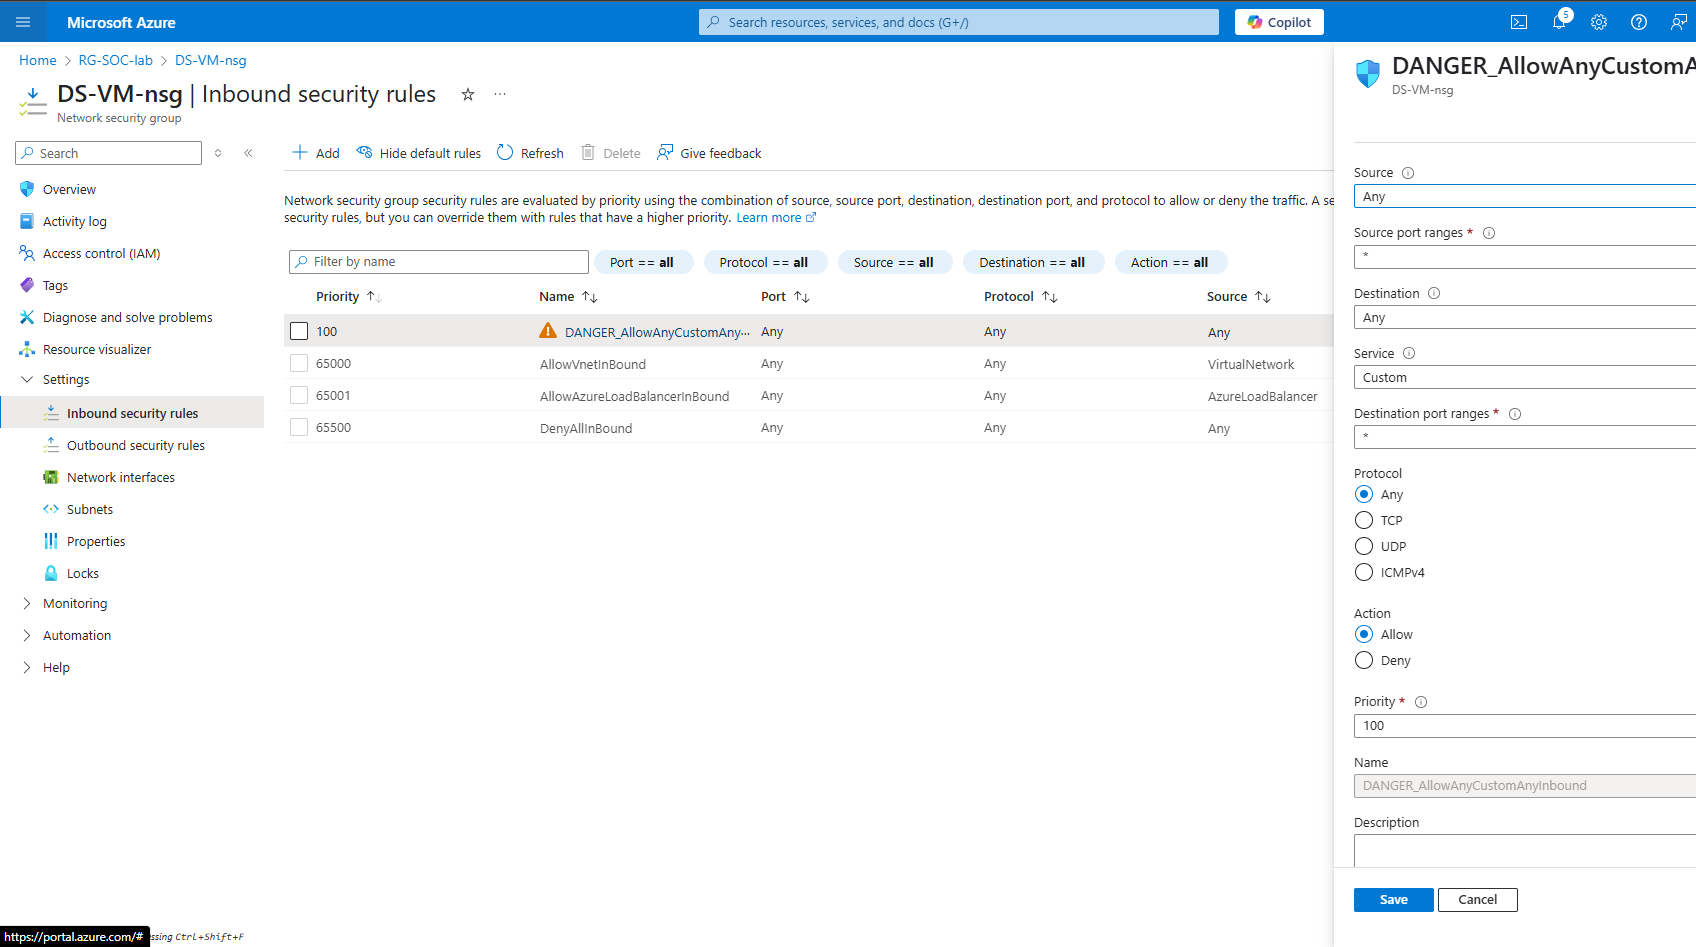 Microsoft Azure
Search resources, services, and docs (G+/)
Copilot
5
Home > RG-SOC-lab > DS-VM-nsg
DS-VM-nsg | Inbound security rules
Network security group
Search
Overview
Activity log
Access control (IAM)
Tags
Diagnose and solve problems
Resource visualizer
Settings
Inbound security rules
Outbound security rules
Network interfaces
Subnets
Properties
Locks
Monitoring
Automation
Help
Add Hide default rules Refresh Delete Give feedback
Network security group security rules are evaluated by priority using the combination of source, source port, destination, destination port, and protocol to allow or deny the traffic. A se
security rules, but you can override them with rules that have a higher priority. Learn more
Filter by name
Port == all Protocol == all Source == all Destination == all Action == all
Priority Name Port Protocol Source
100 DANGER_AllowAnyCustomAny... Any Any Any
65000 AllowVnetInBound Any Any VirtualNetwork
65001 AllowAzureLoadBalancerInBound Any Any AzureLoadBalancer
65500 DenyAllInBound Any Any Any
DANGER_AllowAnyCustomA
DS-VM-nsg
Source
Any
Source port ranges *
*
Destination
Any
Service
Custom
Destination port ranges *
*
Protocol
Any
TCP
UDP
ICMPv4
Action
Allow
Deny
Priority *
100
Name
DANGER_AllowAnyCustomAnyInbound
Description
Save Cancel
https://portal.azure.com/# ssing Ctrl+Shift+F